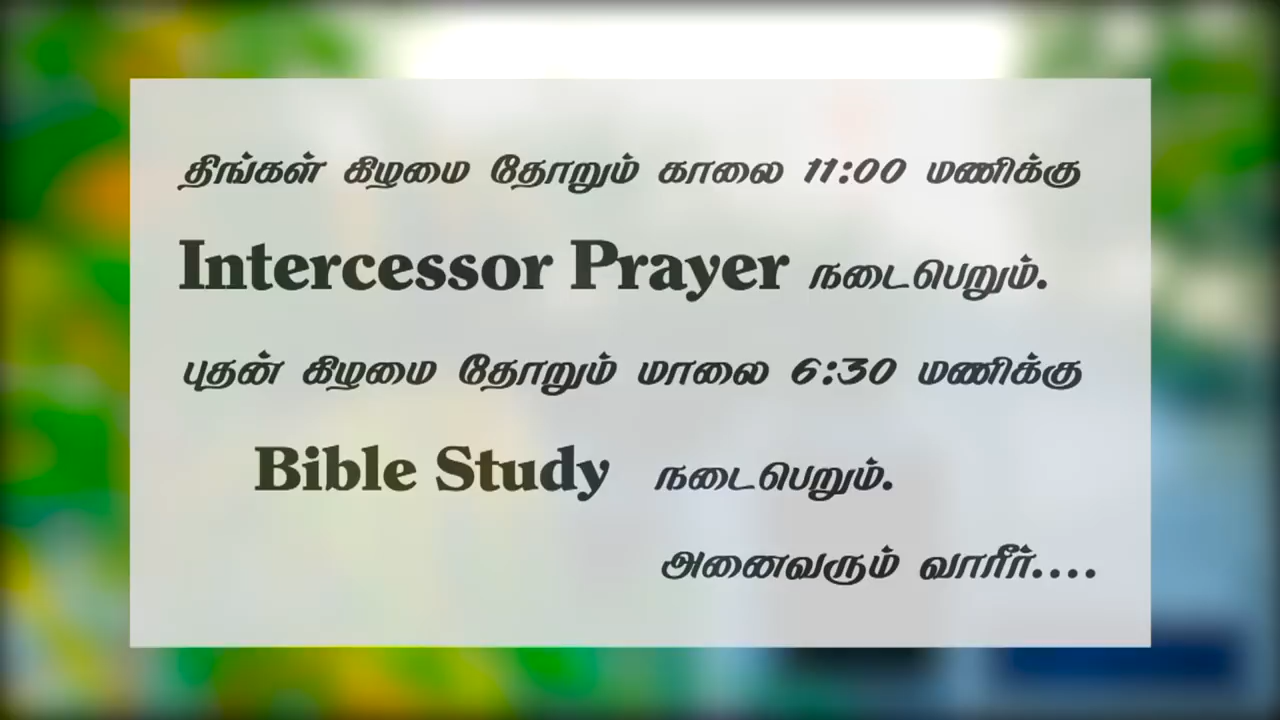 திங்கள் கிழமை தோறும் காலை 11:00 மணிக்கு
Intercessor Prayer நடைபெறும்.
புதன் கிழமை தோறும் மாலை 6:30 மணிக்கு
Bible Study நடைபெறும்.
அனைவரும் வாரீர்....